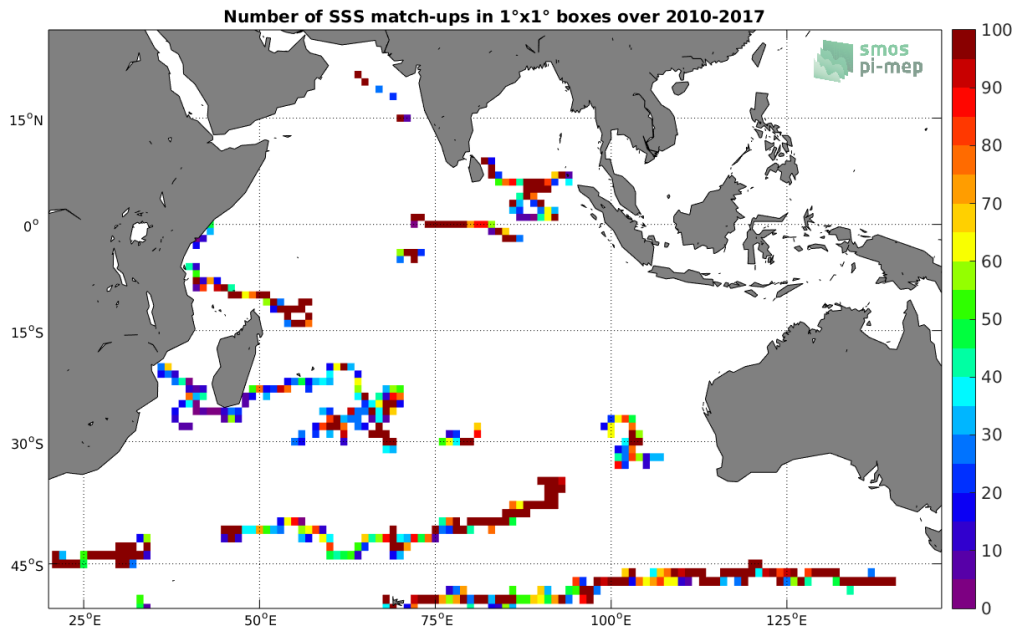 Number of SSS match-ups in 1°x1° boxes over 2010-2017
smos
pi-mep
15°N
0°
15°S
30°S
45°S
25°E
50°E
75°E
100°E
125°E
100
90
80
70
60
50
40
30
20
10
0